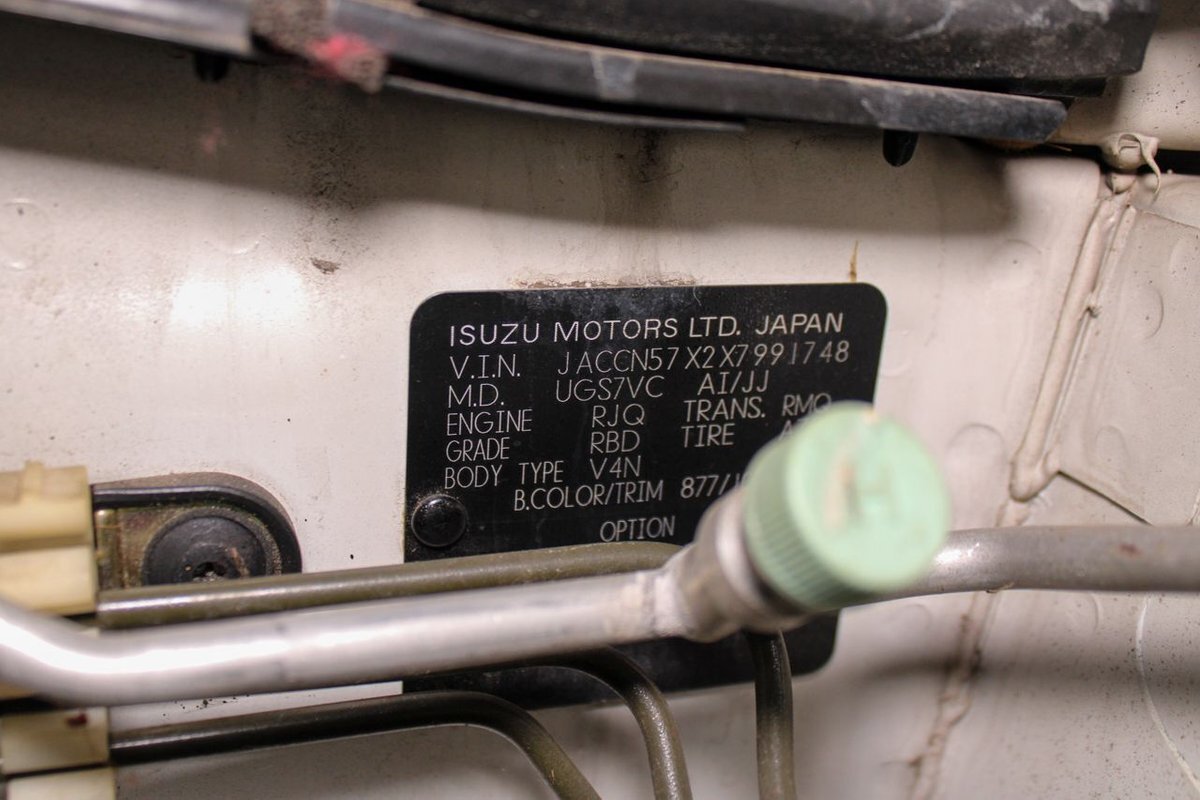 ISUZU MOTORS LTD. JAPAN
V.I.N. JACCN57X2X7991748
M.D. UGS7VC AI/JJ
ENGINE RJQ TRANS. RMQ
GRADE RBD TIRE
BODY TYPE V4N
B.COLOR/TRIM 877/
OPTION
H